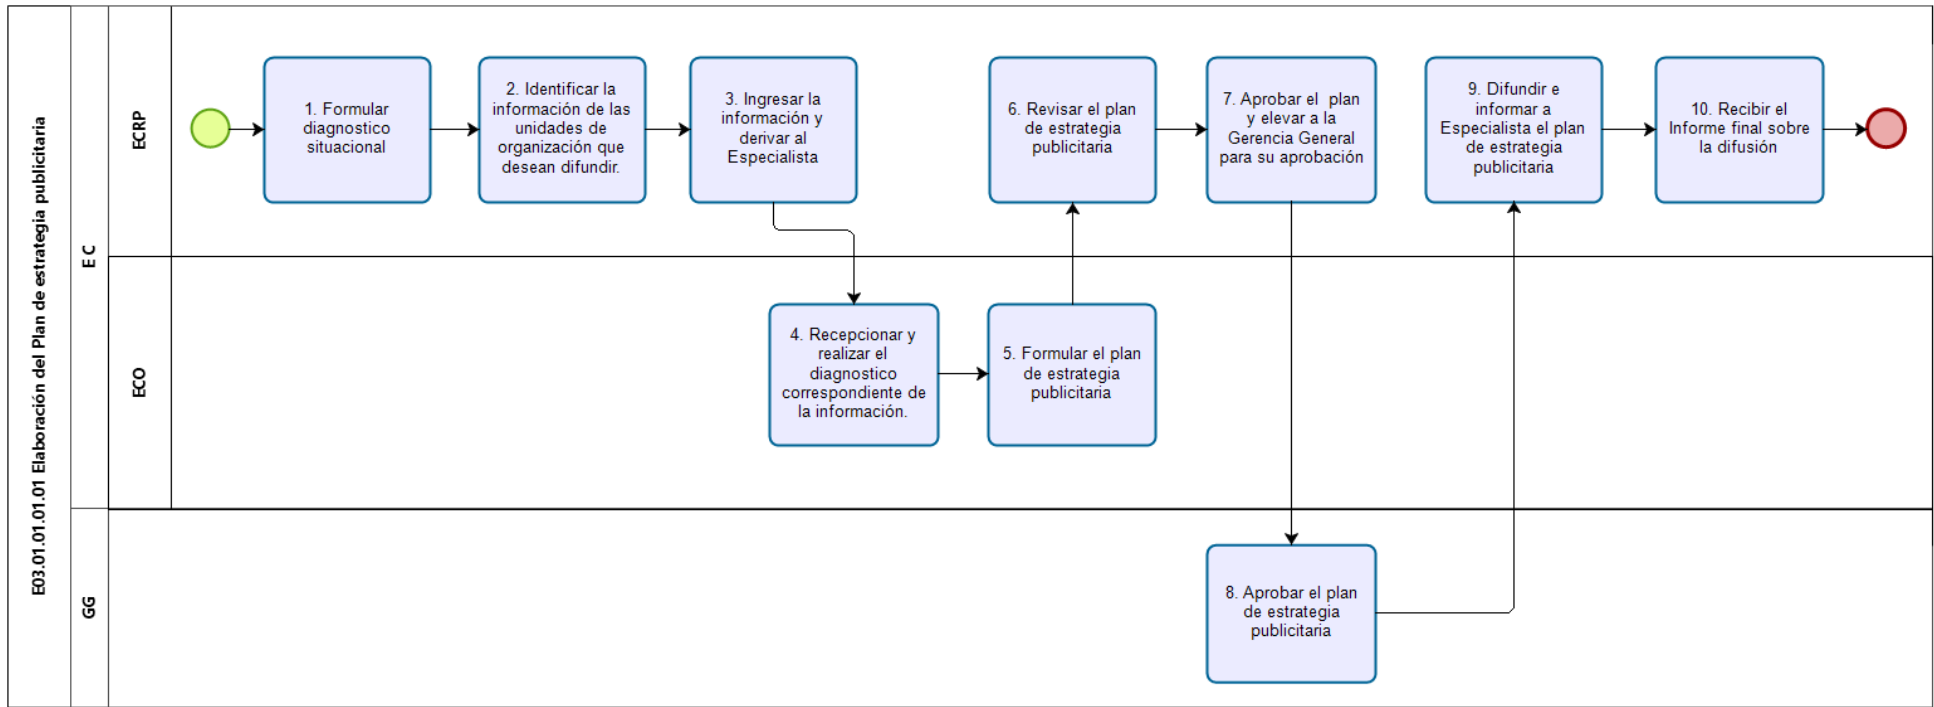 E03.01.01.01.01 Elaboración del Plan de estrategia publicitaria
E C
ECRP
1. Formular
diagnostico
situacional
2. Identificar la
información de las
unidades de
organización que
desean difundir.
3. Ingresar la
información y
derivar al
Especialista
6. Revisar el plan
de estrategia
publicitaria
7. Aprobar el plan
y elevar a la
Gerencia General
para su aprobación
9. Difundir e
informar a
Especialista el plan
de estrategia
publicitaria
10. Recibir el
Informe final sobre
la difusión
ECO
4. Recepcionar y
realizar el
diagnostico
correspondiente de
la información.
5. Formular el plan
de estrategia
publicitaria
GG
8. Aprobar el plan
de estrategia
publicitaria